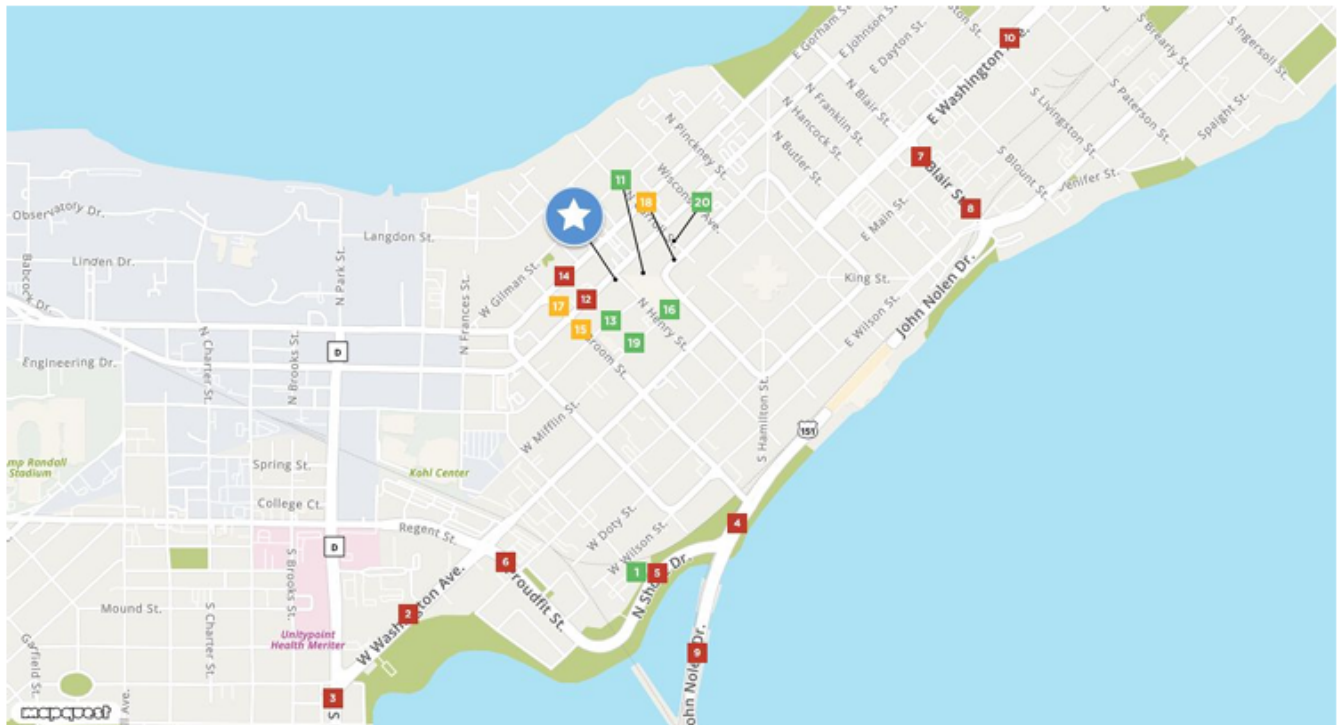 E Gorham St.
E Johnson St.
E Dayton St.
10
E Washington Ave.
S Brearly St.
S Ingersoll St.
N Blair St.
N Franklin St.
N Hancock St.
N Butler St.
S Livingston St.
S Paterson St.
Spaight St.
S Blount St.
Jenifer St.
7
Blair St.
8
N Pinckney St.
Wisconsin Ave.
11
18
20
Observatory Dr.
Langdon St.
Linden Dr.
Babcock Dr.
N Park St.
E Main St.
King St.
John Nolen Dr.
E Wilson St.
W Gilman St.
14
17
12
15
13
19
16
N Henry St.
N Frances St.
N Charter St.
N Brooks St.
D
Engineering Dr.
W Mifflin St.
S Hamilton St.
151
mp Randall
Stadium
Spring St.
Kohl Center
College Ct.
Regent St.
D
W Doty St.
W Wilson St.
4
6
1
5
N Shore Dr.
Proudfit St.
S Brooks St.
S Charter St.
Mound St.
2
W Washington Ave.
Unitypoint
Health Meriter
Garfield St.
9
John Nolen Dr.
3
S
ll Ave.
mapquest